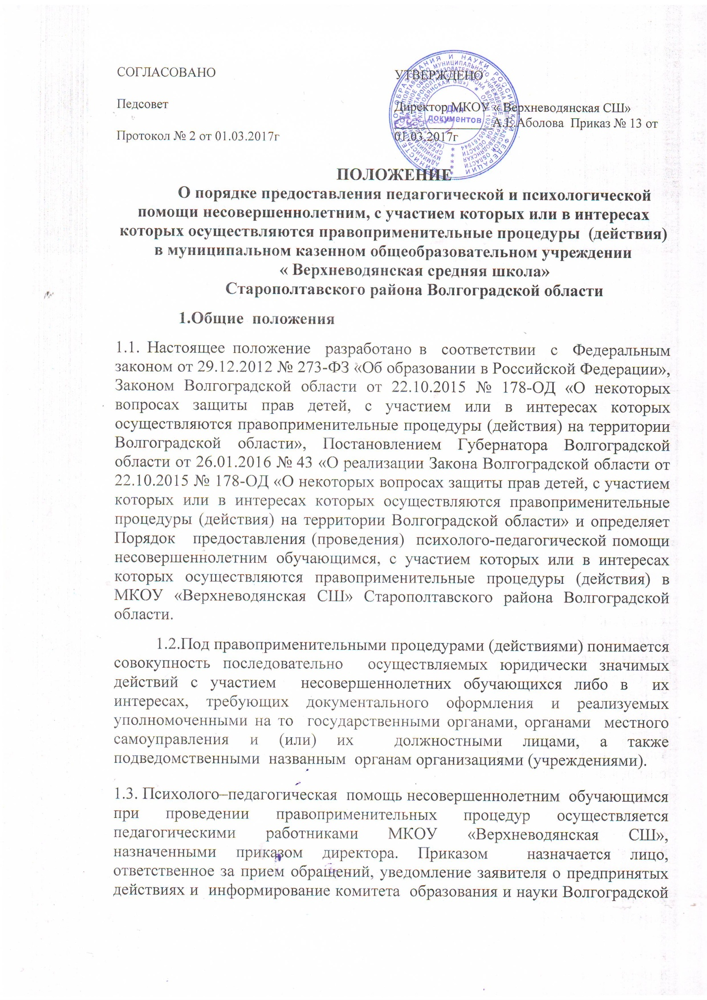 СОГЛАСОВАНО
Педсовет
Протокол № 2 от 01.03.2017г
УТВЕРЖДЕНО
Директор МКОУ « Верхневодянская СШ»
А.Е.Аболова  Приказ № 13 от
01.03.2017г
Для
документов
МИНИСТЕРСТВО ОБРАЗОВАНИЯ И НАУКИ РОССИЙСКОЙ ФЕДЕРАЦИИ
ПОЛОЖЕНИЕ
О порядке предоставления педагогической и психологической
помощи несовершеннолетним, с участием которых или в интересах
которых осуществляются правоприменительные процедуры  (действия)
в муниципальном казенном общеобразовательном учреждении
« Верхневодянская средняя школа»
Старополтавского района Волгоградской области
1.Общие  положения
1.1. Настоящее положение  разработано в  соответствии  с  Федеральным
законом от 29.12.2012 № 273-ФЗ «Об образовании в Российской Федерации»,
Законом Волгоградской области от 22.10.2015 № 178-ОД «О некоторых
вопросах защиты прав детей, с участием или в интересах которых
осуществляются правоприменительные процедуры (действия) на территории
Волгоградской области», Постановлением Губернатора Волгоградской
области от 26.01.2016 № 43 «О реализации Закона Волгоградской области от
22.10.2015 № 178-ОД «О некоторых вопросах защиты прав детей, с участием
которых или в интересах которых осуществляются правоприменительные
процедуры (действия) на территории Волгоградской области» и определяет
Порядок  предоставления (проведения)  психолого-педагогической помощи
несовершеннолетним обучающимся, с участием которых или в интересах
которых осуществляются правоприменительные процедуры (действия) в
МКОУ «Верхневодянская СШ» Старополтавского района Волгоградской
области.
1.2.Под правоприменительными процедурами (действиями) понимается
совокупность последовательно  осуществляемых юридически значимых
действий с участием  несовершеннолетних обучающихся либо в  их
интересах, требующих документального оформления и реализуемых
уполномоченными на то  государственными органами, органами  местного
самоуправления и (или) их  должностными лицами, а также
подведомственными  названным  органам организациями (учреждениями).
1.3. Психолого–педагогическая  помощь несовершеннолетним  обучающимся
при проведении правоприменительных процедур осуществляется
педагогическими работниками МКОУ «Верхневодянская СШ»,
назначенными приказом директора. Приказом  назначается лицо,
ответственное за прием обращений, уведомление заявителя о предпринятых
действиях и  информирование комитета  образования и науки Волгоградской